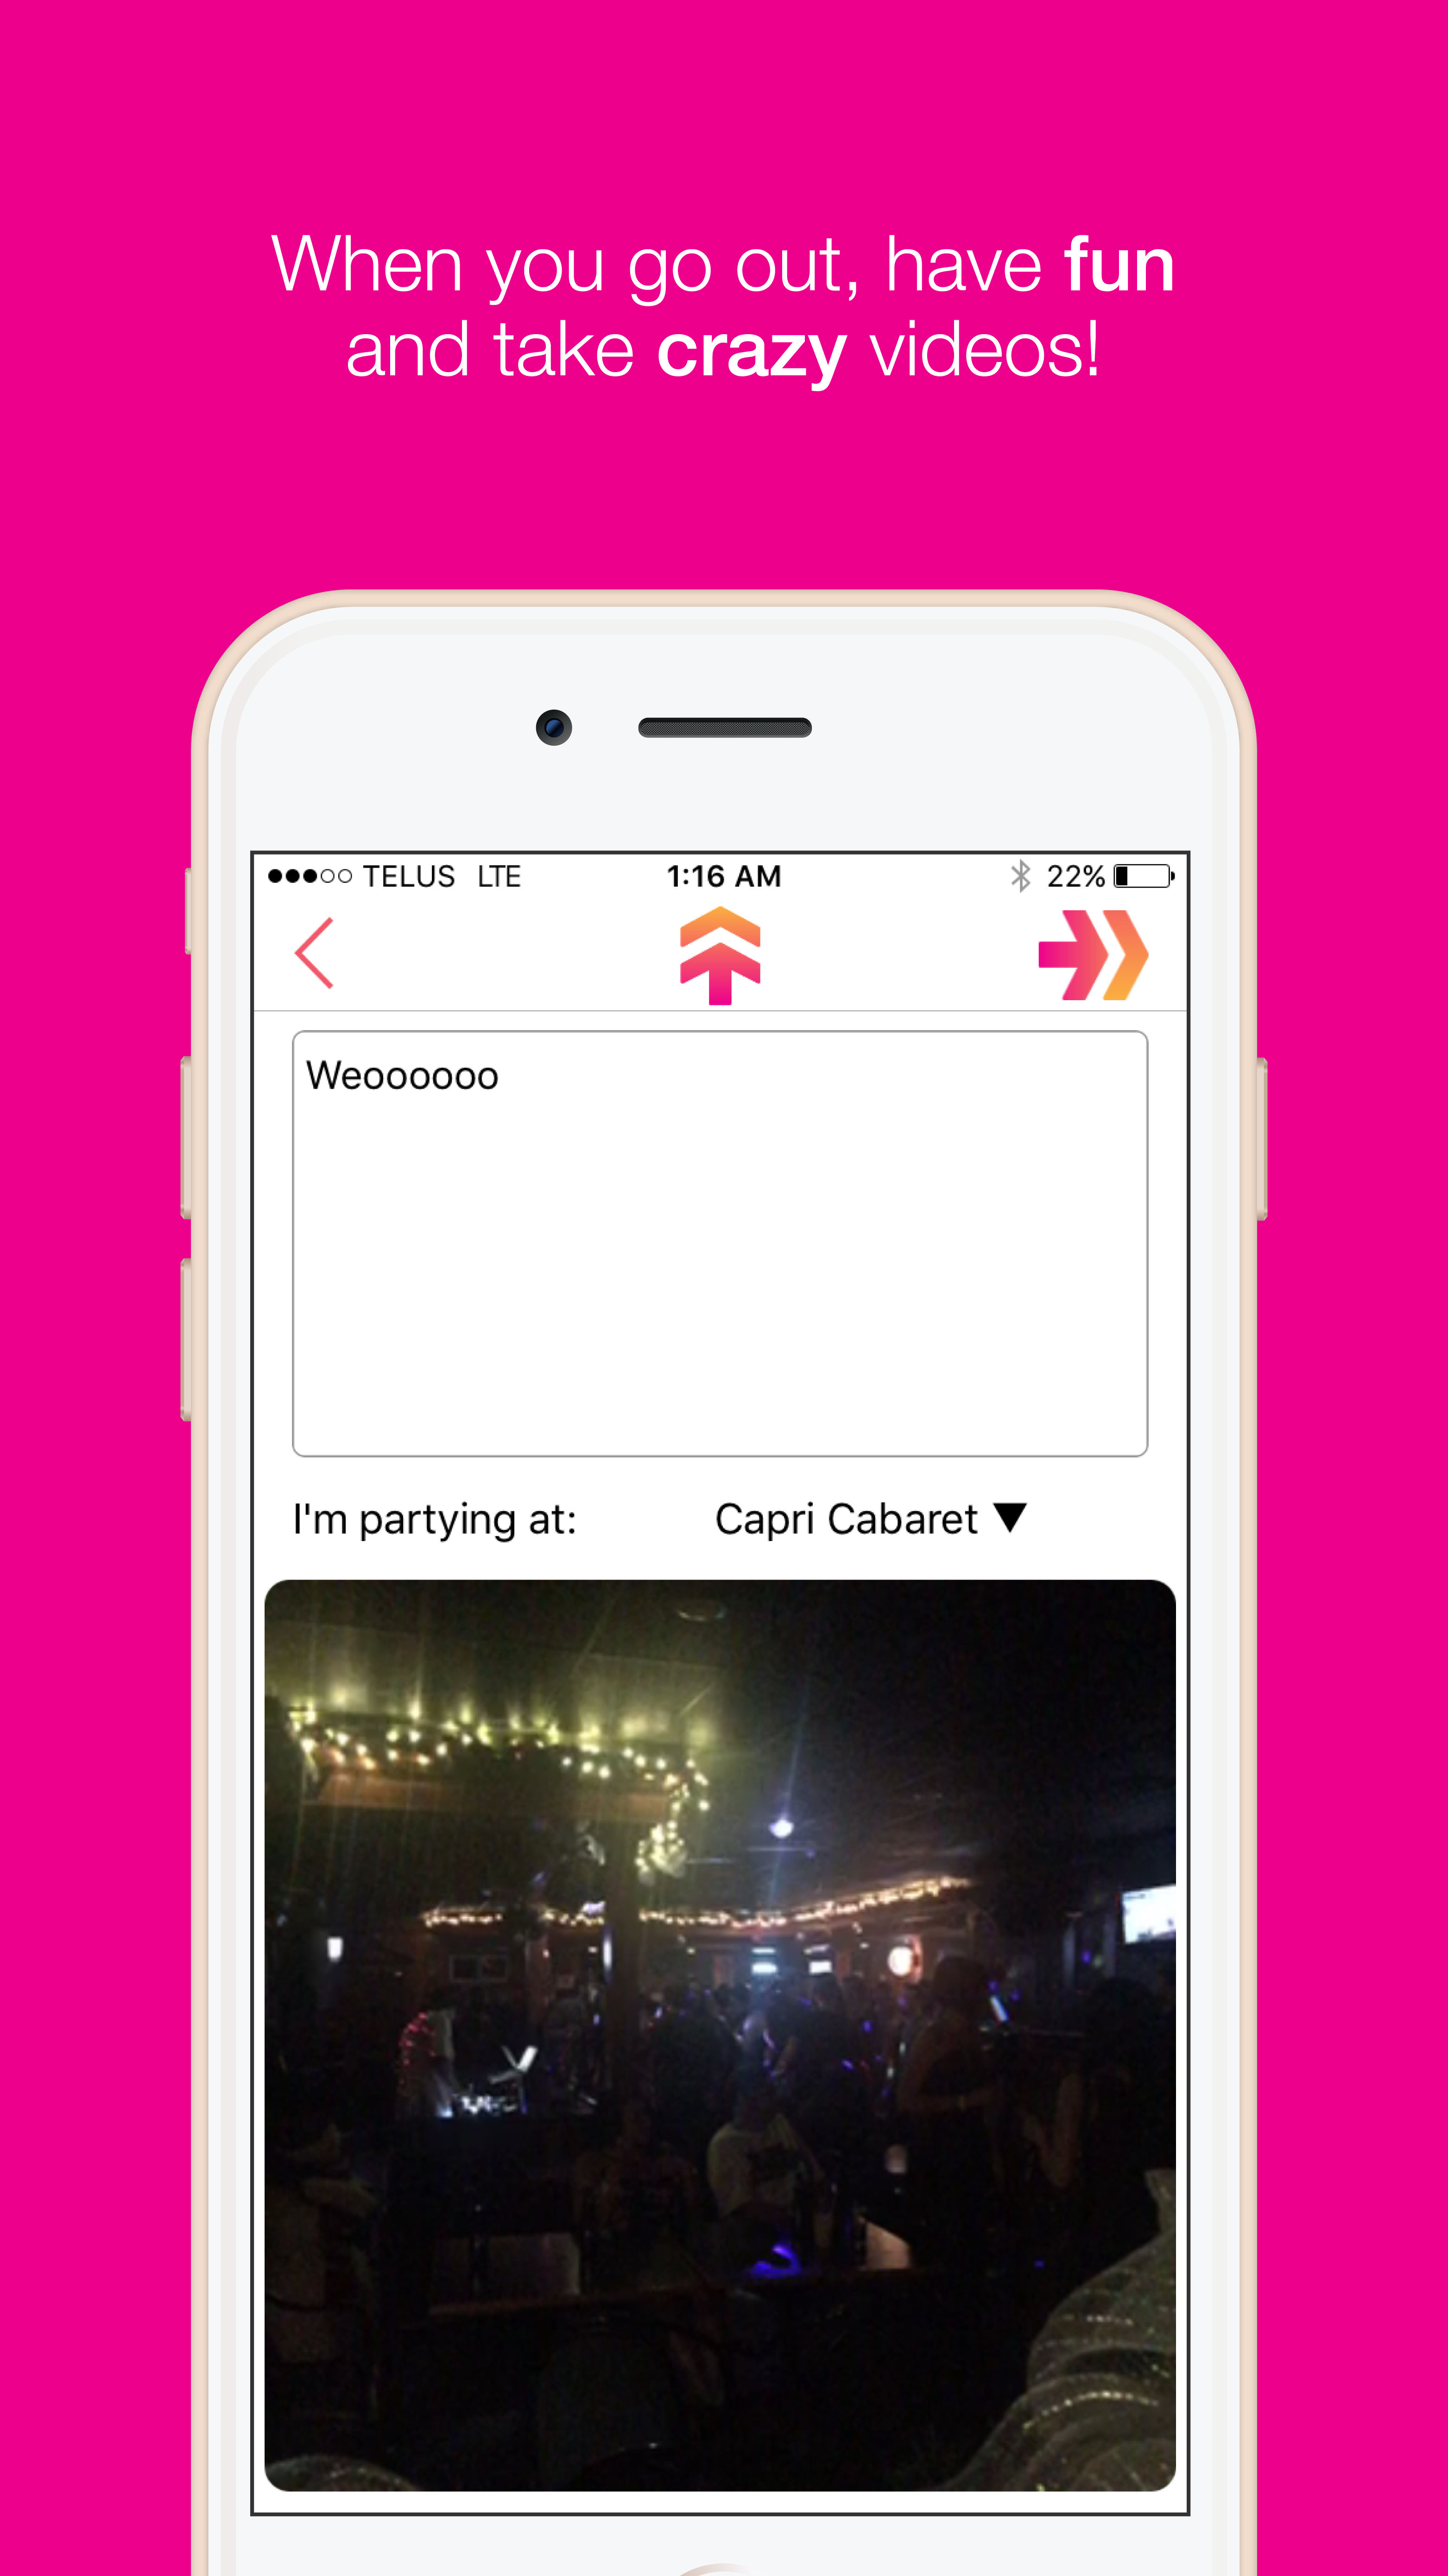 When you go out, have fun
and take crazy videos!
TELUS LTE 1:16 AM 22%
Weoooooo
I'm partying at: Capri Cabaret ▼